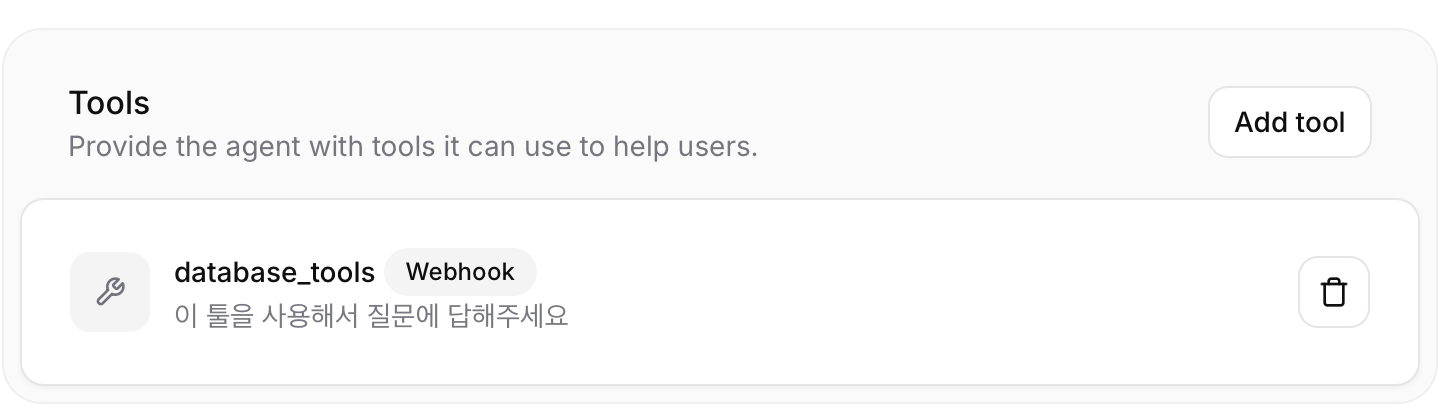 Tools
Add tool
Provide the agent with tools it can use to help users.
database_tools Webhook
이 툴을 사용해서 질문에 답해주세요